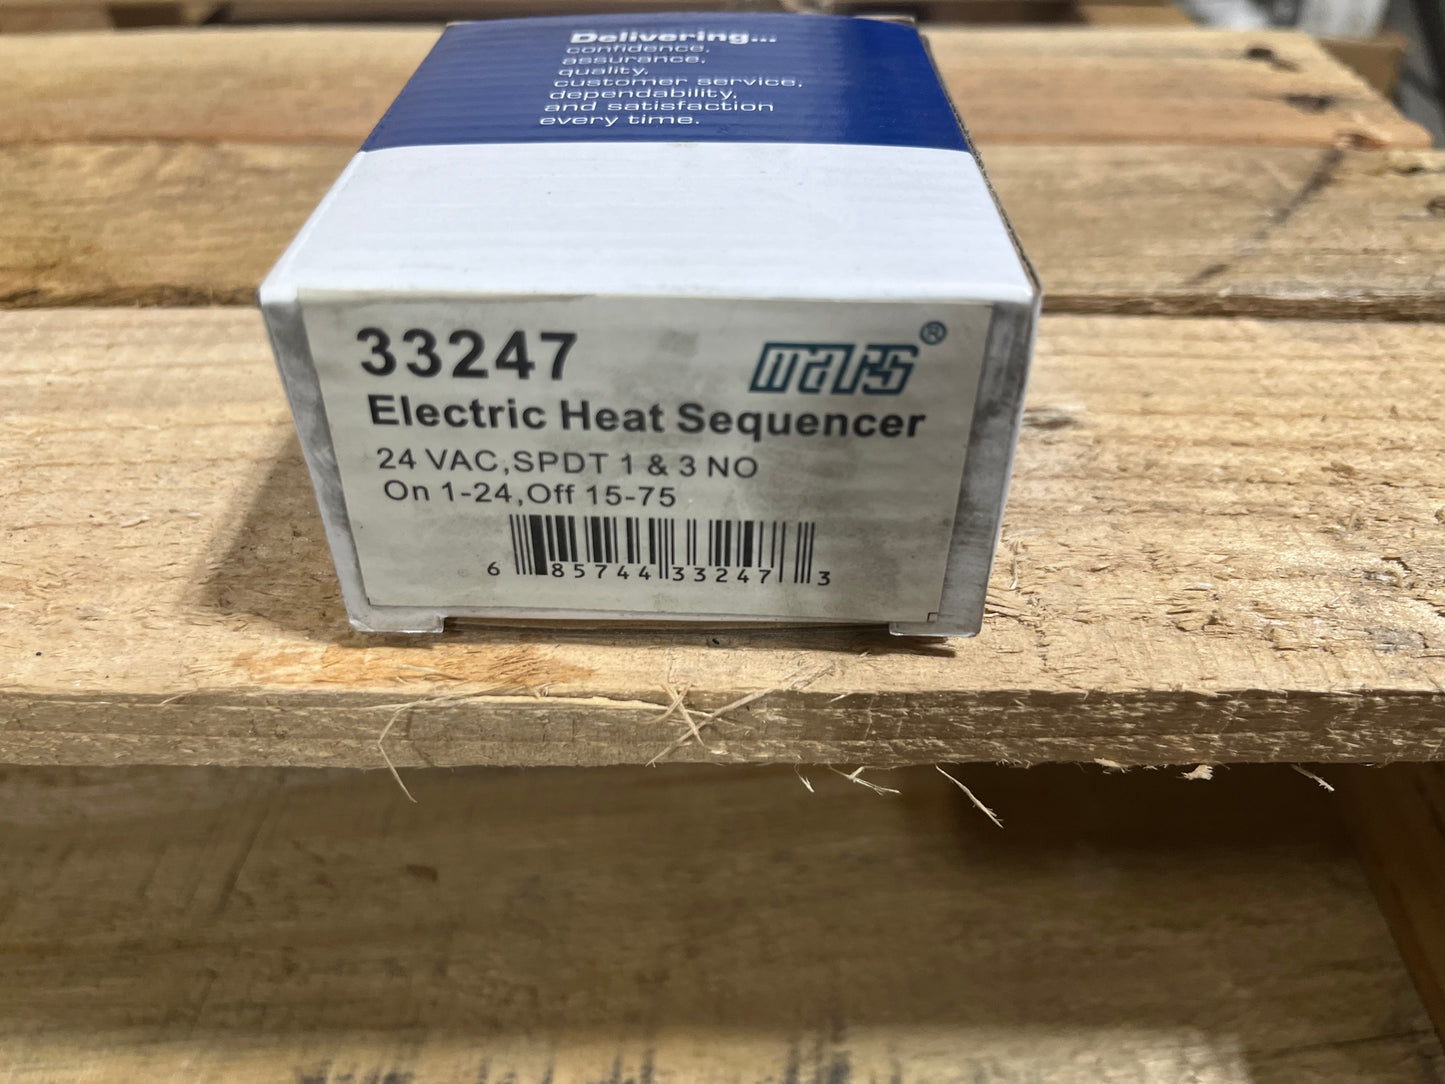 Delivering...
confidence,
assurance,
quality,
customer service,
dependability,
and satisfaction
every time.
33247
mars®
Electric Heat Sequencer
24 VAC,SPDT 1 & 3 NO
On 1-24,Off 15-75
6 85744 33247 3